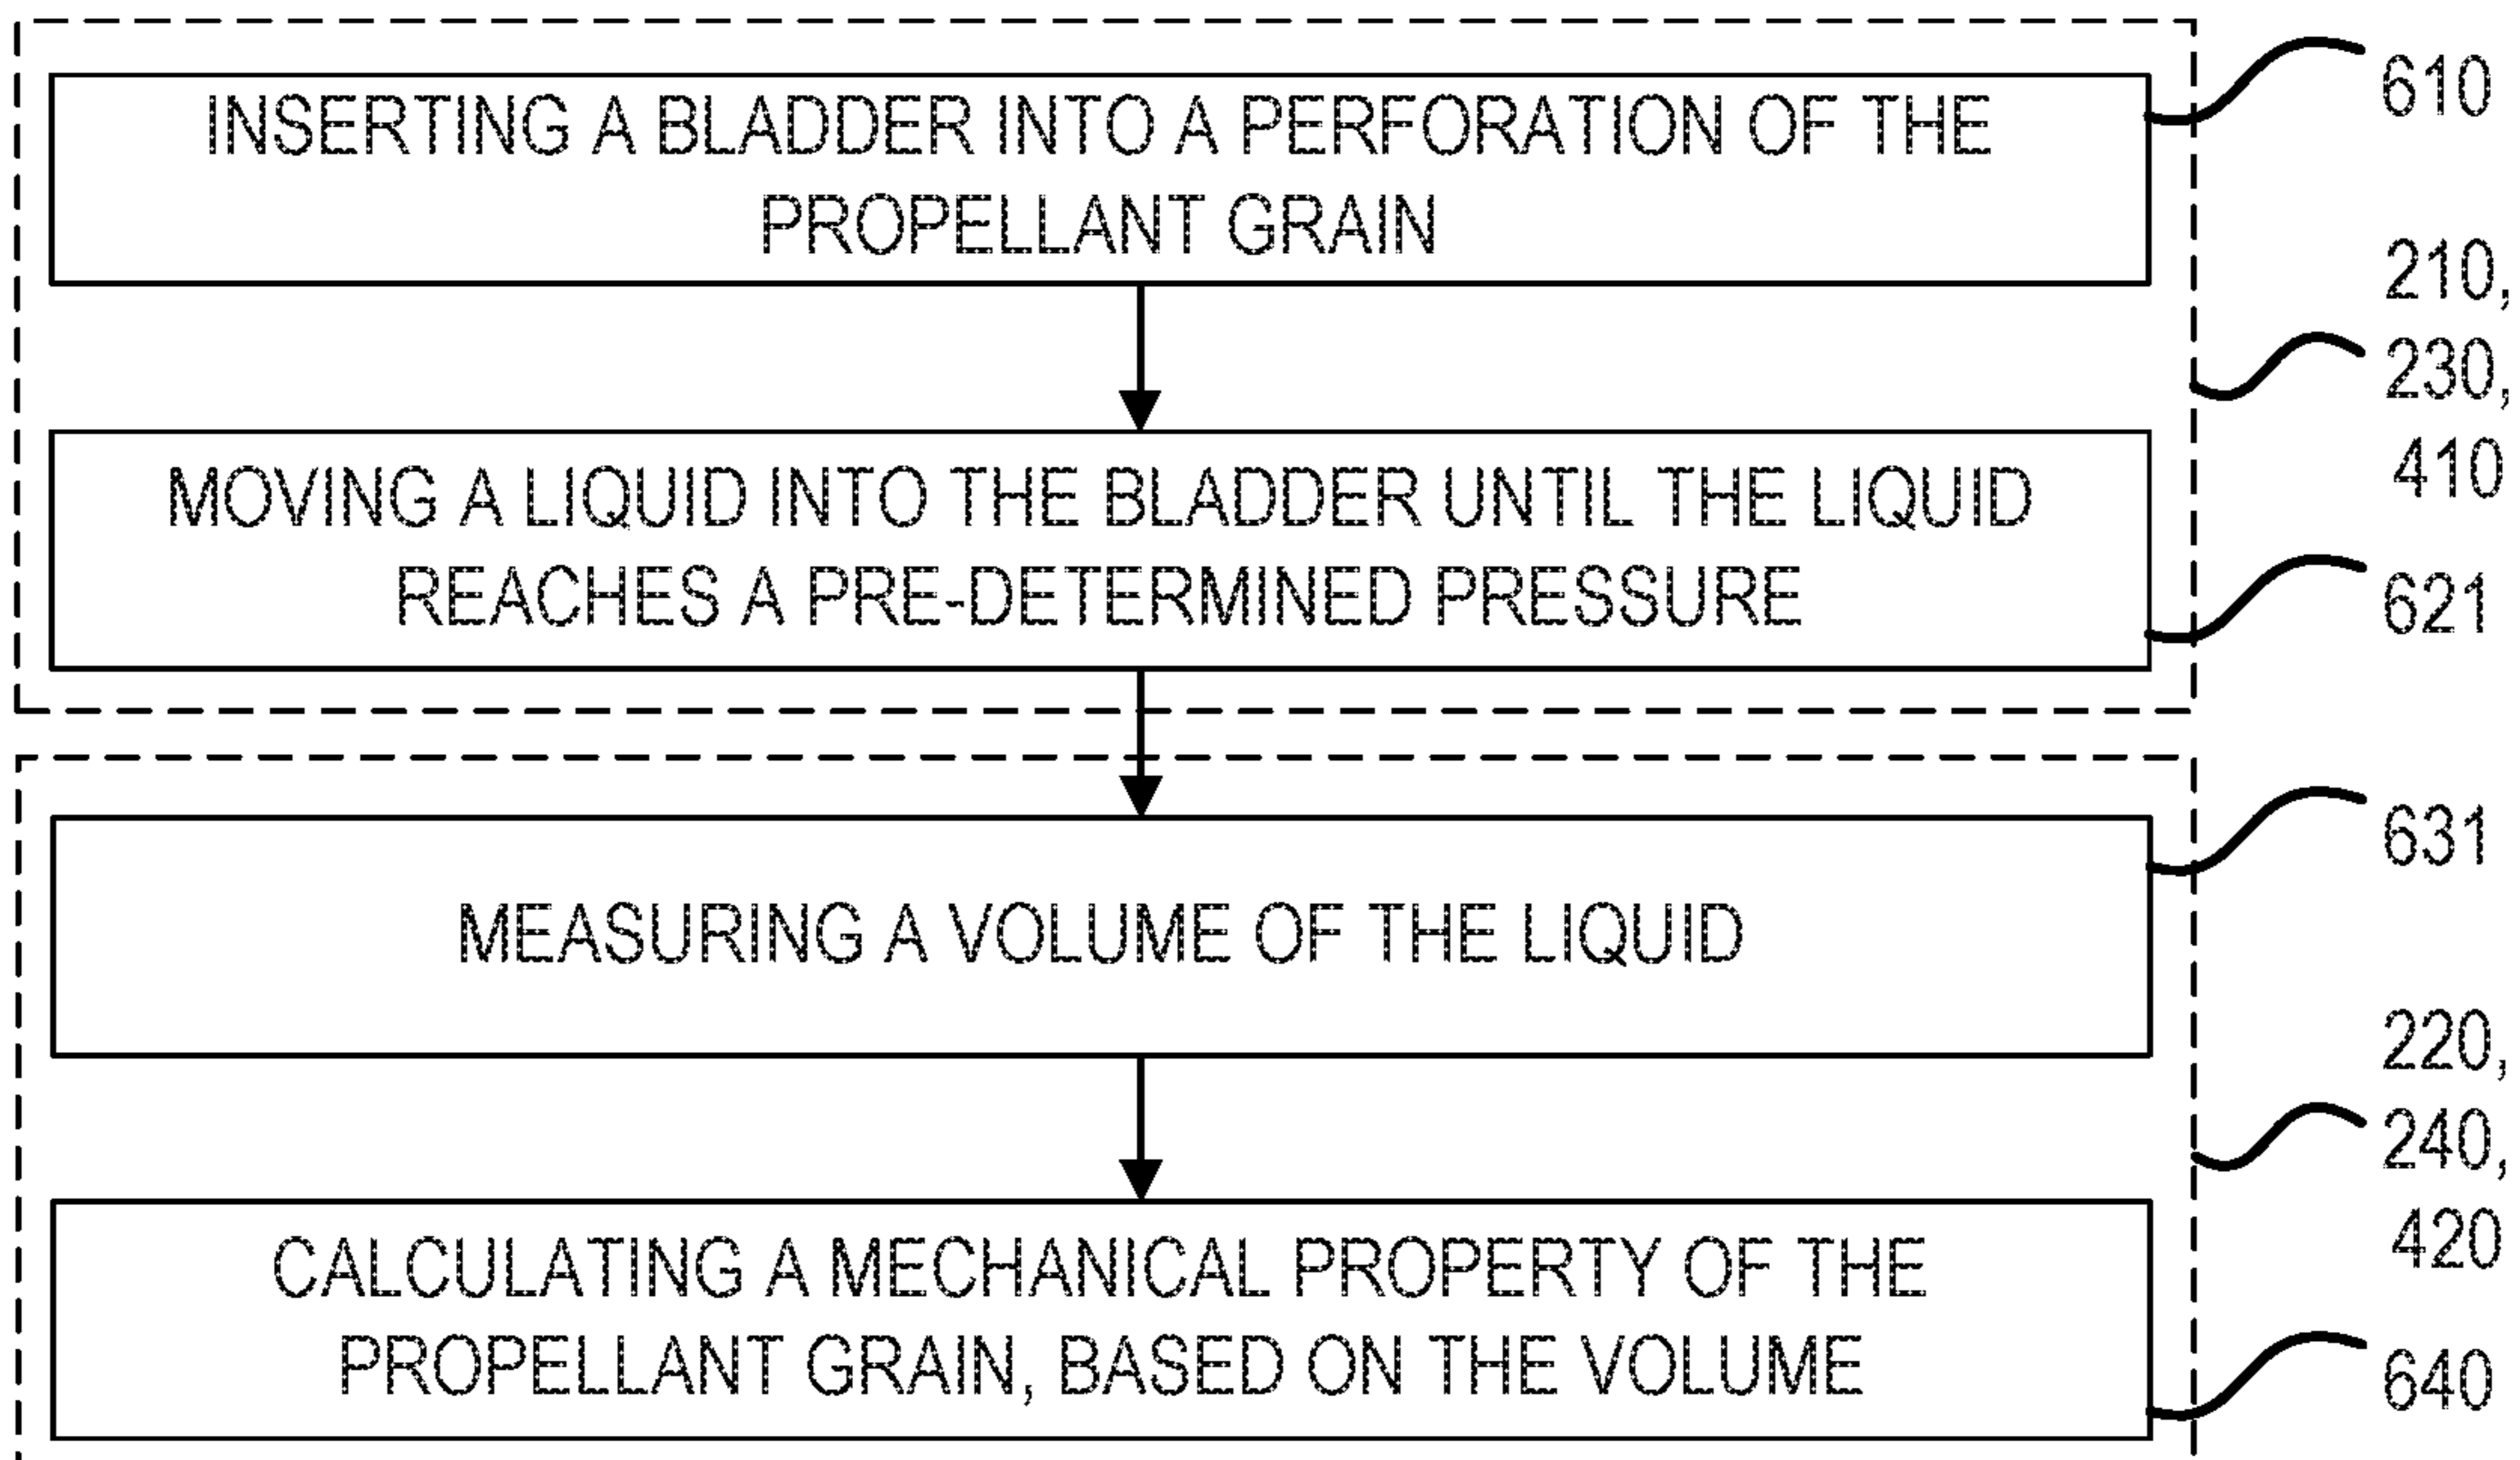 INSERTING A BLADDER INTO A PERFORATION OF THE
PROPELLANT GRAIN
610
210,
230,
410
MOVING A LIQUID INTO THE BLADDER UNTIL THE LIQUID
REACHES A PRE-DETERMINED PRESSURE
621
631
MEASURING A VOLUME OF THE LIQUID
220,
240,
420
CALCULATING A MECHANICAL PROPERTY OF THE
PROPELLANT GRAIN, BASED ON THE VOLUME
640